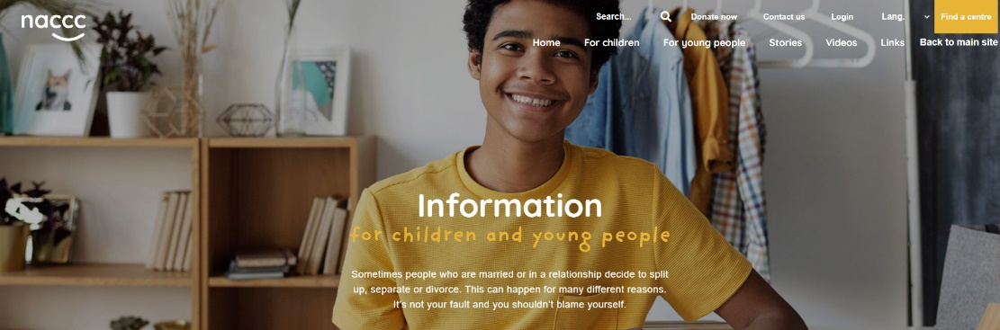 naccc
Search...
Donate now
Contact us
Login
Lang.
Find a centre
Home
For children
For young people
Stories
Videos
Links
Back to main site
Information
for children and young people
Sometimes people who are married or in a relationship decide to split
up, separate or divorce. This can happen for many different reasons.
It's not your fault and you shouldn't blame yourself.